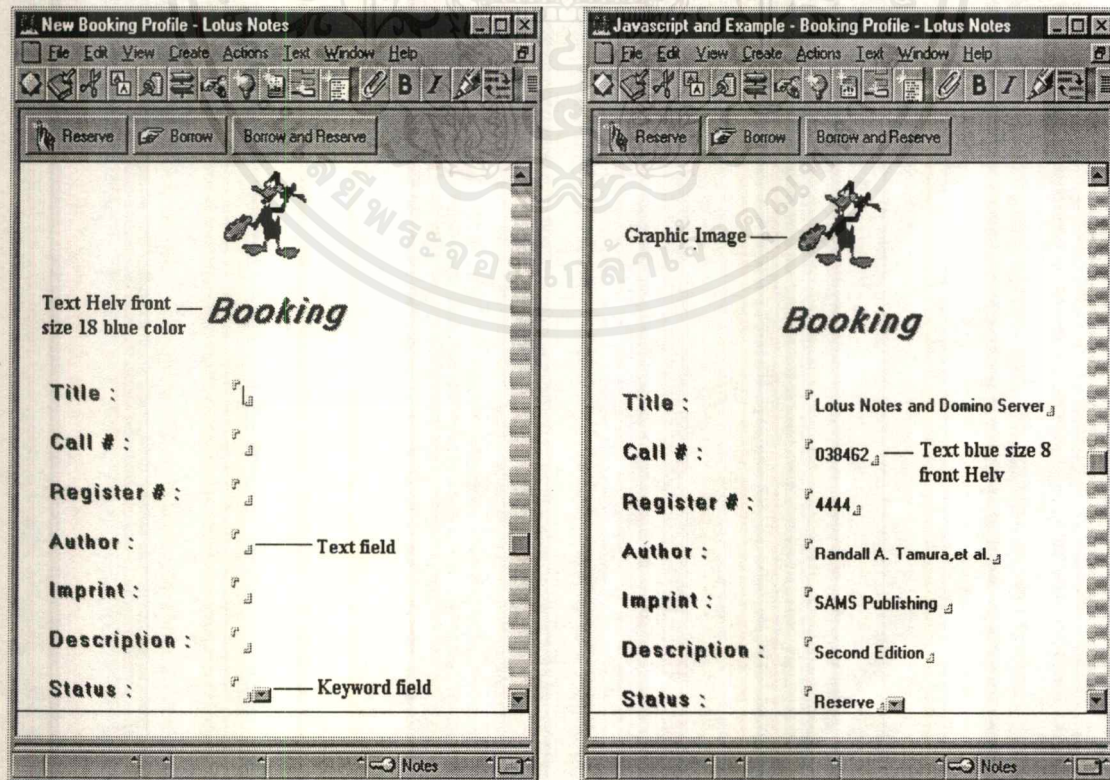 New Booking Profile - Lotus Notes
File Edit View Create Actions Text Window Help
B I
Reserve Borrow Borrow and Reserve
Text Helv front
size 18 blue color
Booking
Title :
Call # :
Register # :
Author :
Text field
Imprint :
Description :
Status :
Keyword field
Notes
Javascript and Example - Booking Profile - Lotus Notes
File Edit View Create Actions Text Window Help
B I
Reserve Borrow Borrow and Reserve
Graphic Image
Booking
Title : Lotus Notes and Domino Server
Call # : 038462 Text blue size 8
front Helv
Register # : 4444
Author : Randall A. Tamura,et al.
Imprint : SAMS Publishing
Description : Second Edition
Status : Reserve
Notes